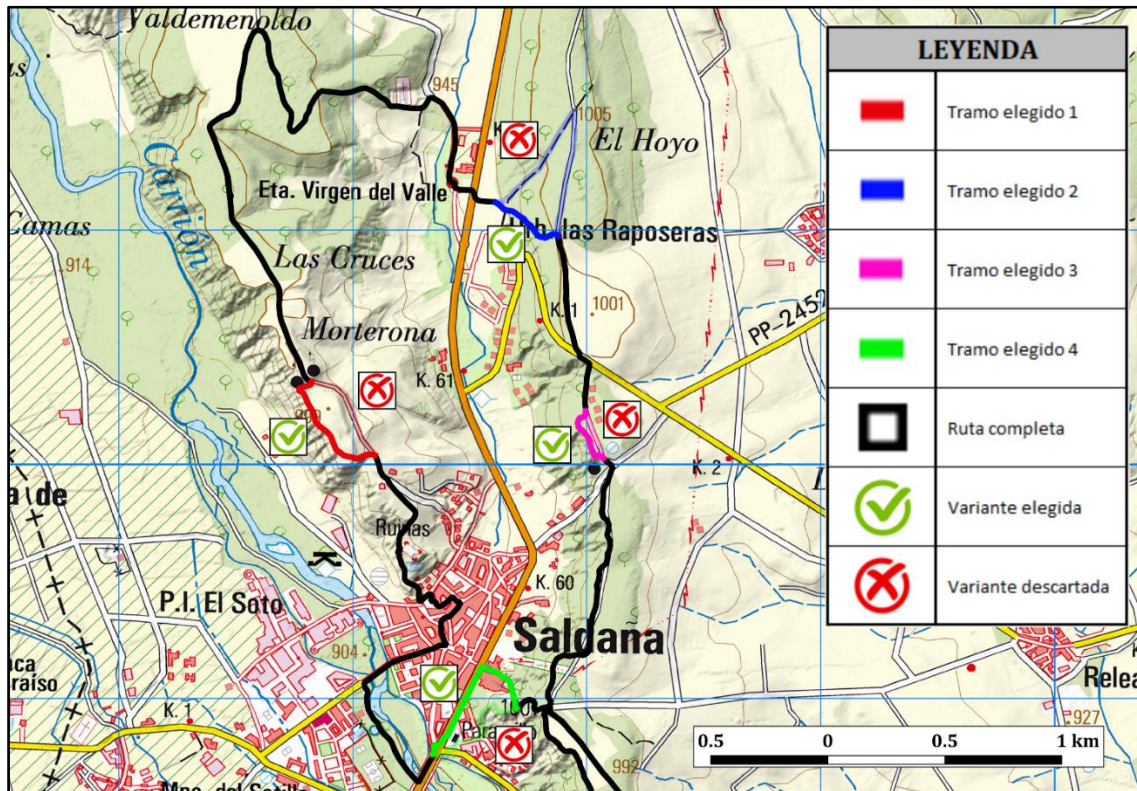 Valdemenoldo
945
1005
El Hoyo
Eta. Virgen del Valle
las Raposeras
Carrión
Camas
914
Las Cruces
K. 1
1001
PP-2452
Morterona
K. 61
K. 2
a de
Ruinas
K. 60
P.I. El Soto
Saldaña
904
K. 1
927
992
LEYENDA
Tramo elegido 1
Tramo elegido 2
Tramo elegido 3
Tramo elegido 4
Ruta completa
Variante elegida
Variante descartada
0.5 0 0.5 1 km